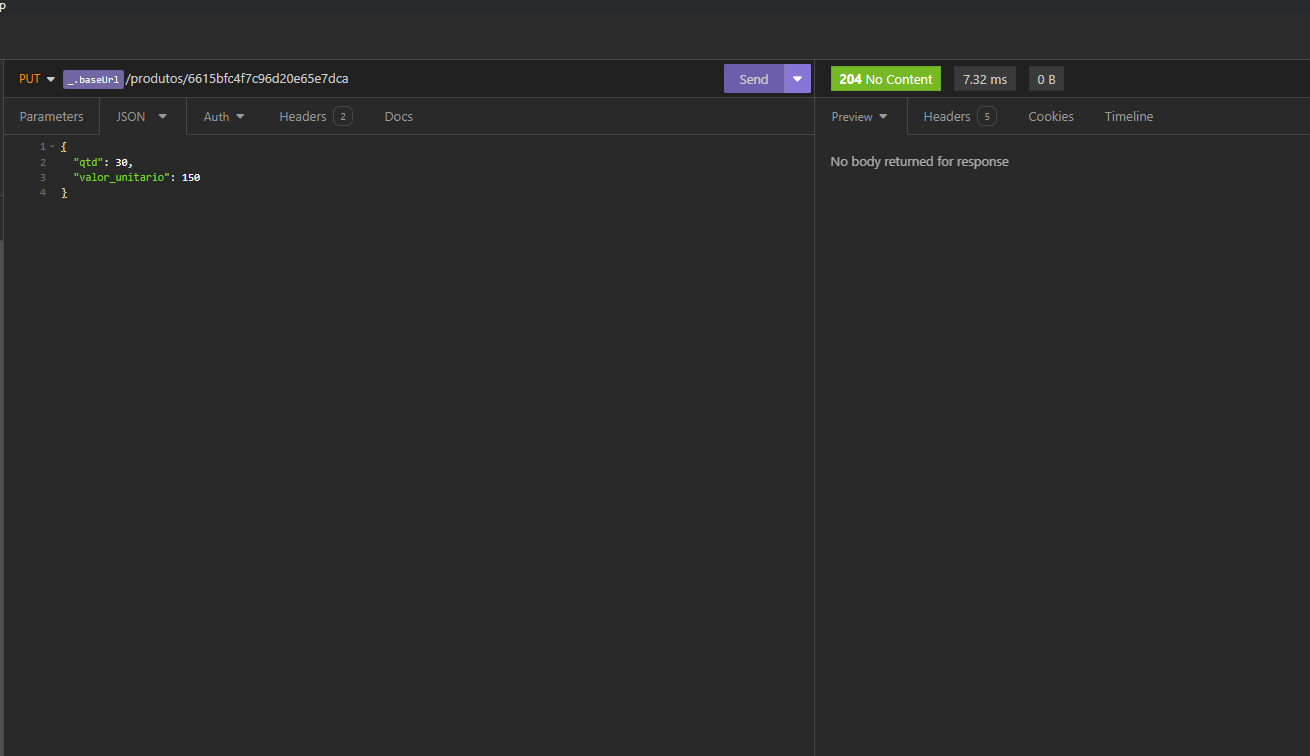 p
PUT _.baseUrl /produtos/6615bfc4f7c96d20e65e7dca Send 204 No Content 7.32 ms 0 B
Parameters JSON Auth Headers 2 Docs Preview Headers 5 Cookies Timeline
1 {
2 "qtd": 30,
3 "valor_unitario": 150
4 }
No body returned for response